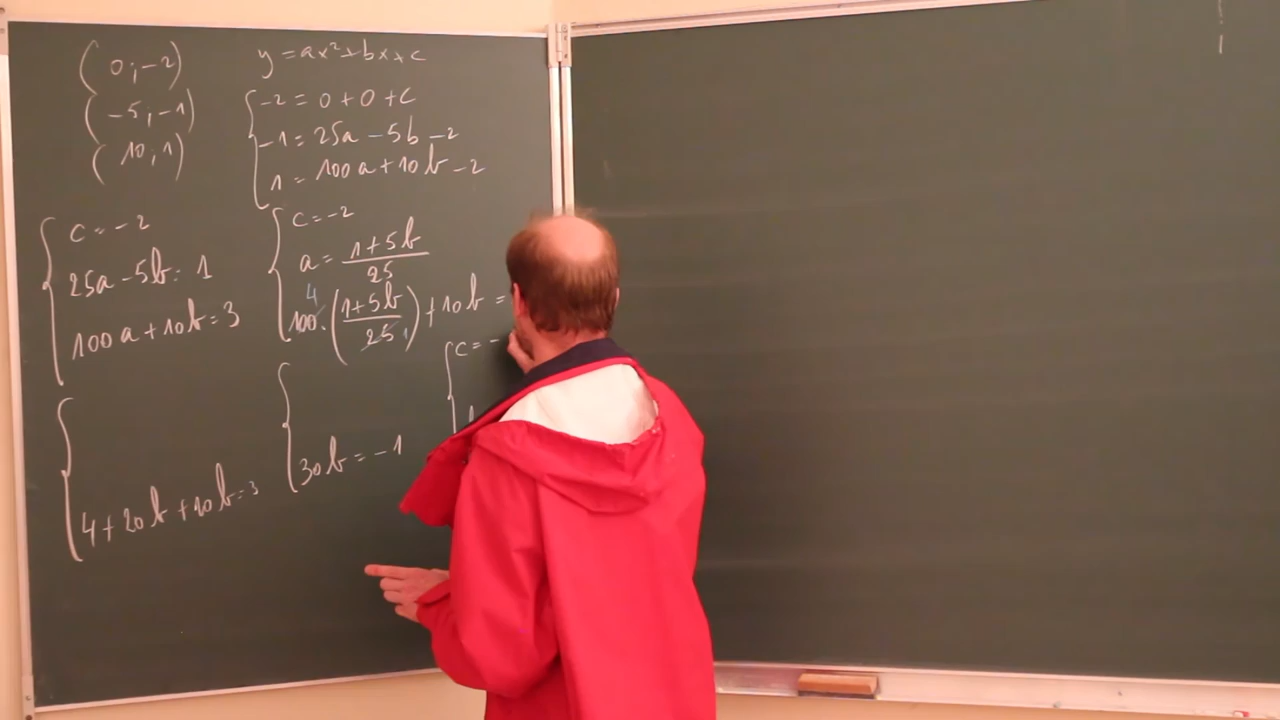 (0;-2)
(-5;-1)
(10,1)
y = ax²+bx+c
-2 = 0+0+c
-1 = 25a-5b-2
1 = 100a+10b-2
c = -2
25a-5b = 1
100a+10b = 3
c = -2
a = (1+5b)/25
4
100·((1+5b)/25 1)+10b =
4+20b+10b=3
30b = -1
c = -